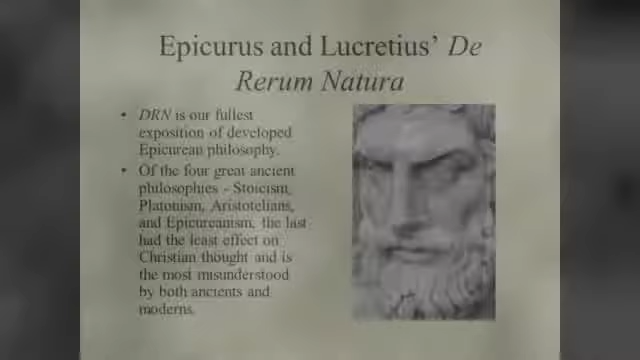 Epicurus and Lucretius’ De
Rerum Natura
• DRN is our fullest
exposition of developed
Epicurean philosophy.
• Of the four great ancient
philosophies - Stoicism,
Platonism, Aristotelians,
and Epicureanism, the last
had the least effect on
Christian thought and is
the most misunderstood
by both ancients and
moderns.